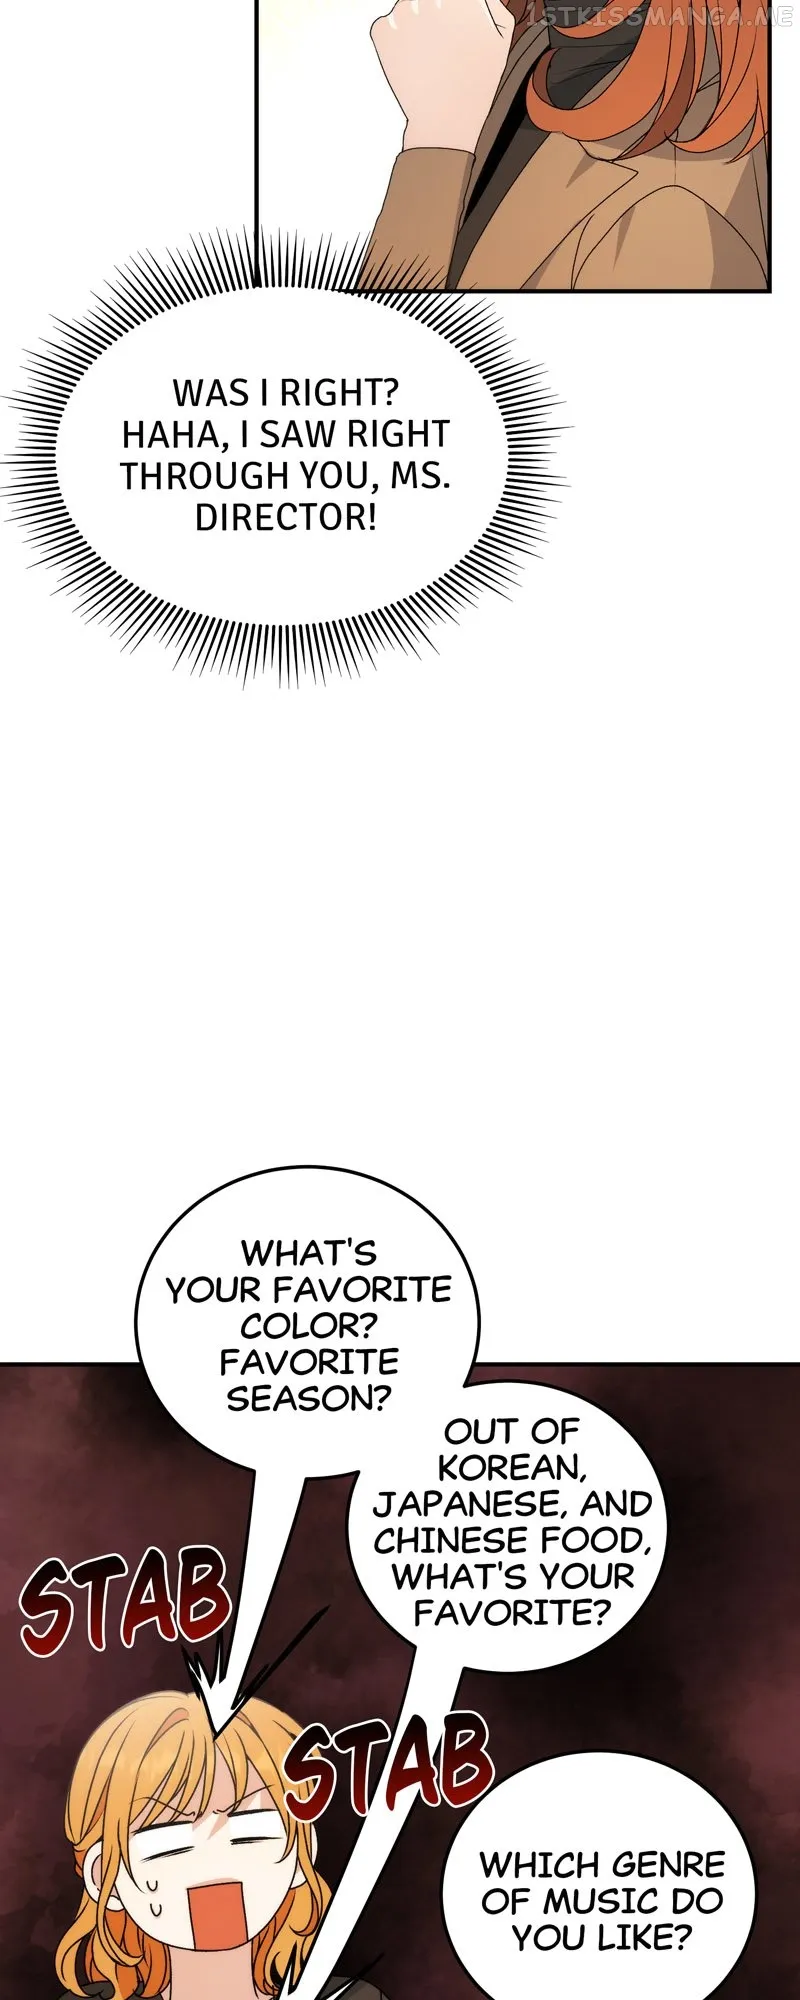 1STKISSMANGA.ME
WAS I RIGHT?
HAHA, I SAW RIGHT
THROUGH YOU, MS.
DIRECTOR!
WHAT'S
YOUR FAVORITE
COLOR?
FAVORITE
SEASON?
OUT OF
KOREAN,
JAPANESE, AND
CHINESE FOOD,
WHAT'S YOUR
FAVORITE?
STAB
STAB
WHICH GENRE
OF MUSIC DO
YOU LIKE?